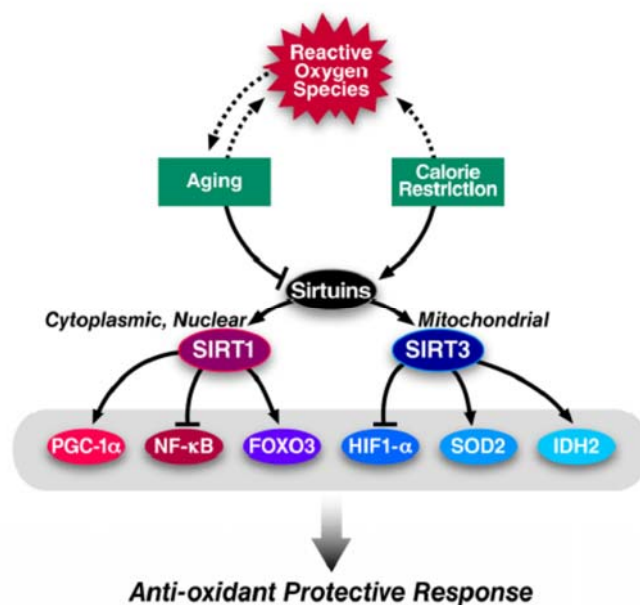 Reactive
Oxygen
Species
Aging
Calorie
Restriction
Sirtuins
Cytoplasmic, Nuclear
Mitochondrial
SIRT1
SIRT3
PGC-1α
NF-κB
FOXO3
HIF1-α
SOD2
IDH2
Anti-oxidant Protective Response